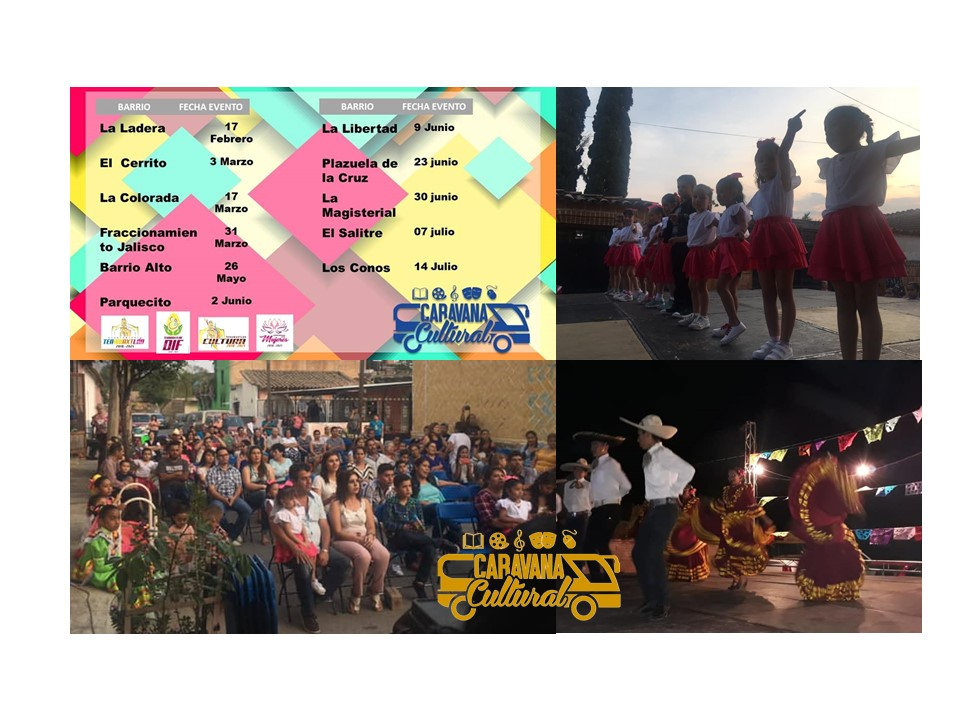 BARRIO FECHA EVENTO
La Ladera 17
Febrero
El Cerrito 3 Marzo
La Colorada 17
Marzo
Fraccionamien 31
to Jalisco Marzo
Barrio Alto 26
Mayo
Parquecito 2 Junio
BARRIO FECHA EVENTO
La Libertad 9 Junio
Plazuela de 23 junio
la Cruz
La 30 junio
Magisterial
El Salitre 07 julio
Los Conos 14 Julio
DIF
CULTURA
Mujeres
CARAVANA
Cultural
CARAVANA
Cultural